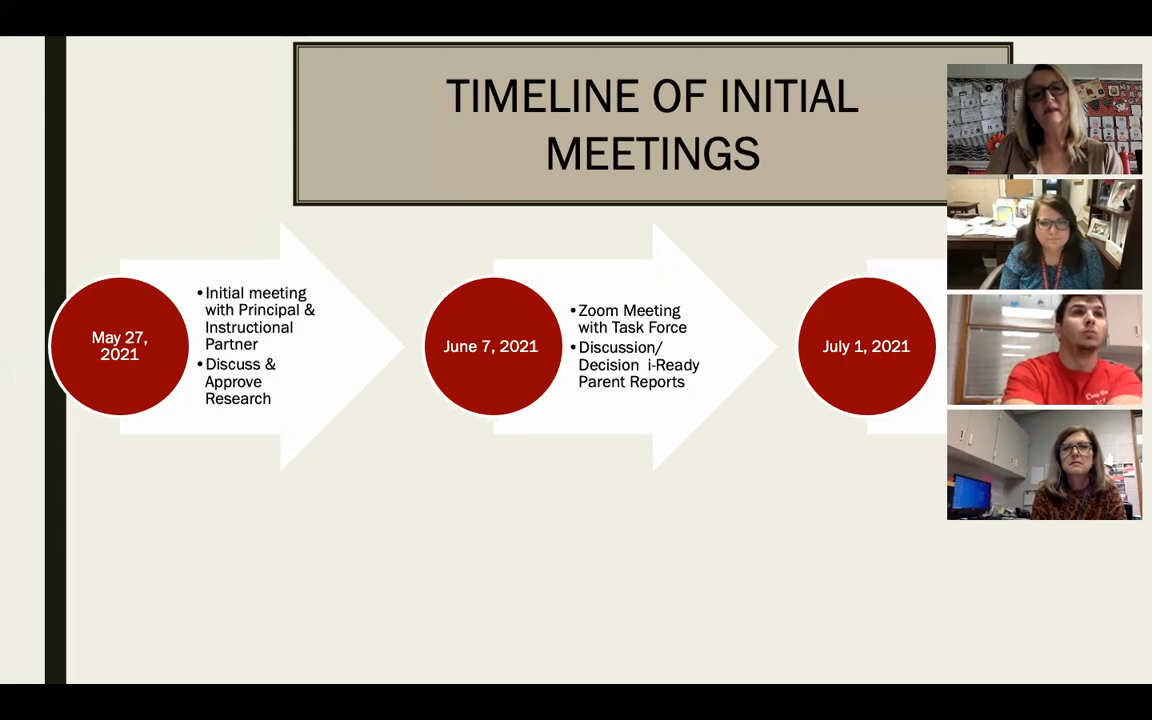 TIMELINE OF INITIAL
MEETINGS
May 27,
2021
•Initial meeting
with Principal &
Instructional
Partner
•Discuss &
Approve
Research
June 7, 2021
•Zoom Meeting
with Task Force
•Discussion/
Decision i-Ready
Parent Reports
July 1, 2021